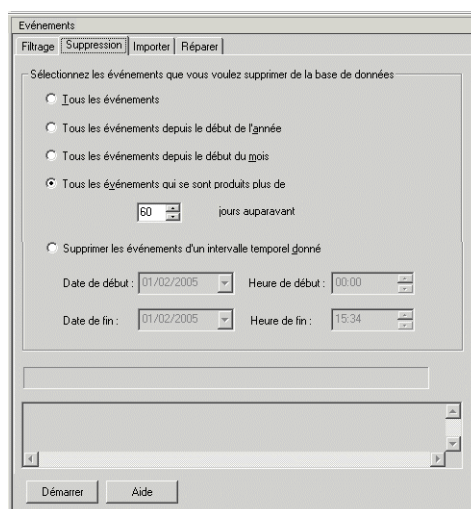 Evénements
Filtrage Suppression Importer Réparer
Sélectionnez les événements que vous voulez supprimer de la base de données
Tous les événements
Tous les événements depuis le début de l'année
Tous les événements depuis le début du mois
Tous les événements qui se sont produits plus de
60 jours auparavant
Supprimer les événements d'un intervalle temporel donné
Date de début : 01/02/2005 Heure de début : 00:00
Date de fin : 01/02/2005 Heure de fin : 15:34
Démarrer Aide